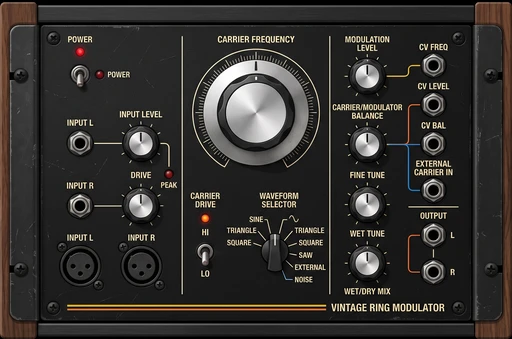 POWER
POWER
INPUT L
INPUT LEVEL
INPUT R
DRIVE
PEAK
INPUT L
INPUT R
CARRIER FREQUENCY
CARRIER
DRIVE
HI
LO
WAVEFORM
SELECTOR
SINE
TRIANGLE
SQUARE
TRIANGLE
SQUARE
SAW
EXTERNAL
NOISE
MODULATION
LEVEL
CARRIER/MODULATOR
BALANCE
FINE TUNE
WET TUNE
WET/DRY MIX
CV FREQ
CV LEVEL
CV BAL
EXTERNAL
CARRIER IN
OUTPUT
L
R
VINTAGE RING MODULATOR